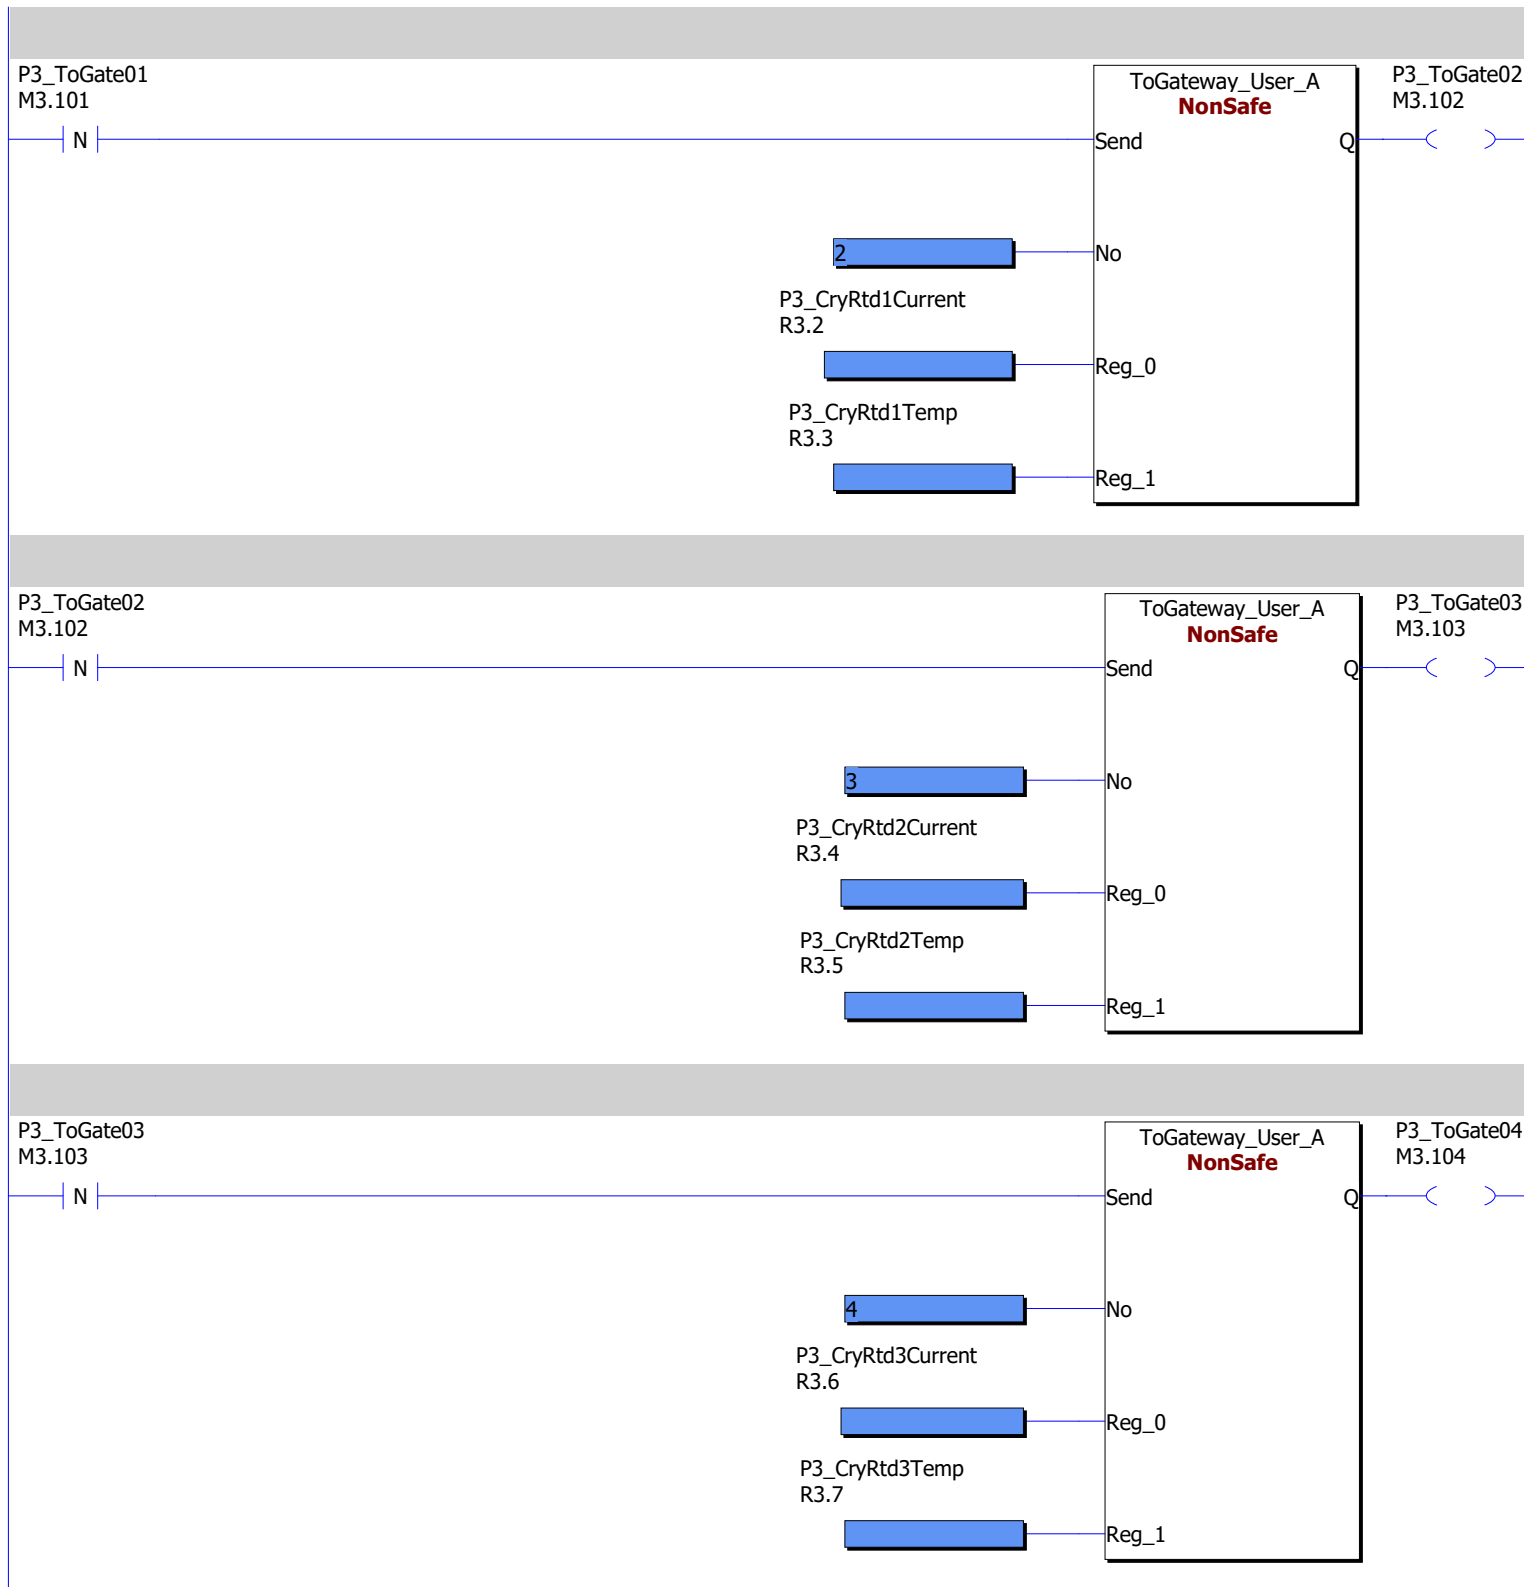 P3_ToGate01
M3.101
N
ToGateway_User_A
NonSafe
Send
Q
P3_ToGate02
M3.102
2
No
P3_CryRtd1Current
R3.2
Reg_0
P3_CryRtd1Temp
R3.3
Reg_1
P3_ToGate02
M3.102
N
ToGateway_User_A
NonSafe
Send
Q
P3_ToGate03
M3.103
3
No
P3_CryRtd2Current
R3.4
Reg_0
P3_CryRtd2Temp
R3.5
Reg_1
P3_ToGate03
M3.103
N
ToGateway_User_A
NonSafe
Send
Q
P3_ToGate04
M3.104
4
No
P3_CryRtd3Current
R3.6
Reg_0
P3_CryRtd3Temp
R3.7
Reg_1